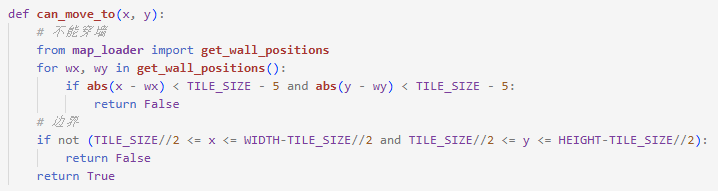 def can_move_to(x, y):
    # 不能穿墙
    from map_loader import get_wall_positions
    for wx, wy in get_wall_positions():
        if abs(x - wx) < TILE_SIZE - 5 and abs(y - wy) < TILE_SIZE - 5:
            return False
    # 边界
    if not (TILE_SIZE//2 <= x <= WIDTH-TILE_SIZE//2 and TILE_SIZE//2 <= y <= HEIGHT-TILE_SIZE//2):
        return False
    return True